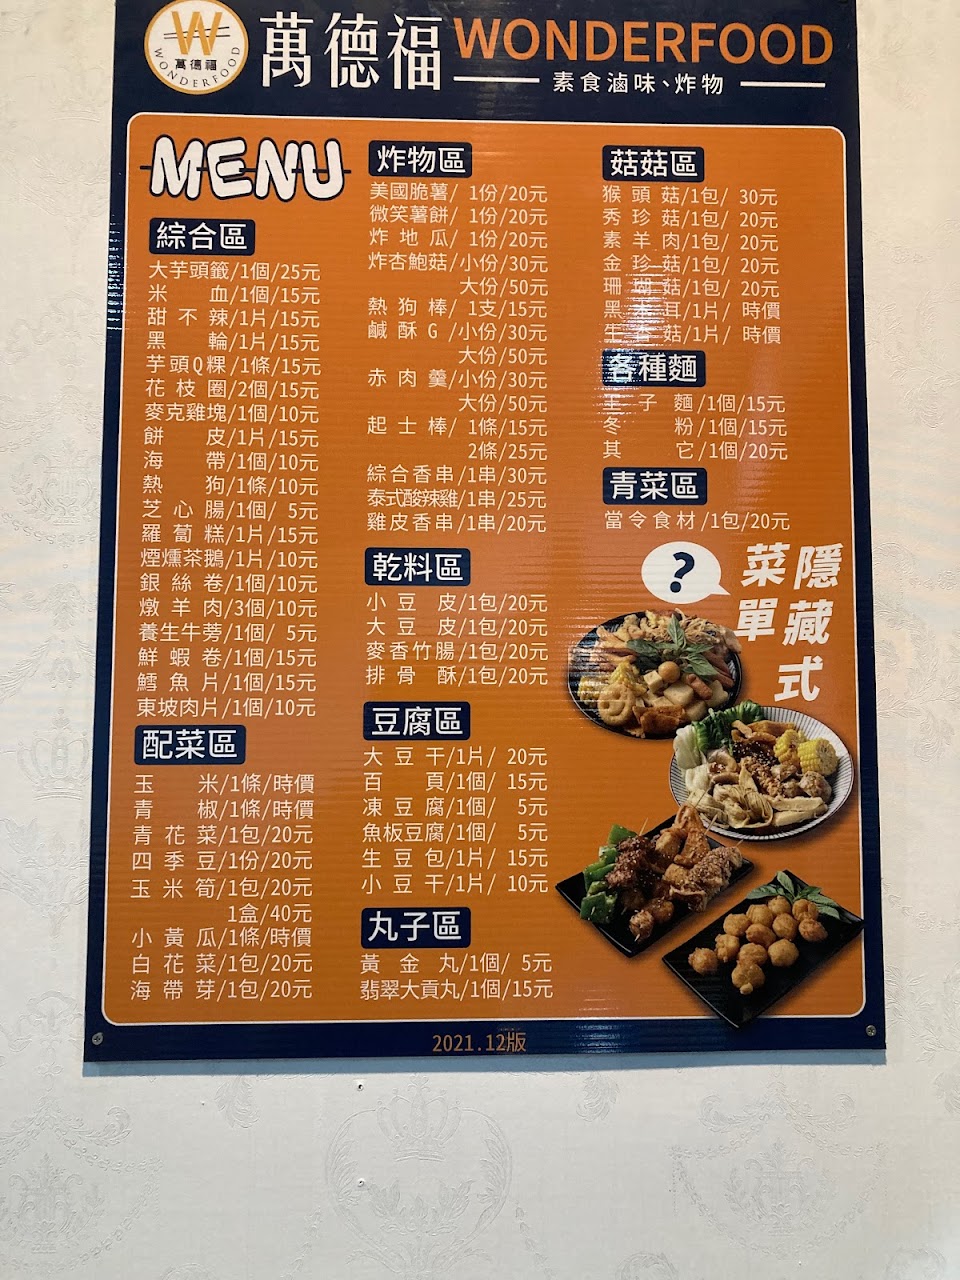 W
萬德福
WONDERFOOD
萬德福 WONDERFOOD
素食滷味、炸物
MENU
綜合區
大芋頭籤/1個/25元
米 血/1個/15元
甜不辣/1片/15元
黑 輪/1片/15元
芋頭Q粿/1條/15元
花枝圈/2個/15元
麥克雞塊/1個/10元
餅 皮/1片/15元
海 帶/1個/10元
熱 狗/1條/10元
芝心腸/1個/ 5元
羅蔔糕/1片/15元
煙燻茶鵝/1片/10元
銀絲卷/1個/10元
燉羊肉/3個/10元
養生牛蒡/1個/ 5元
鮮蝦卷/1個/15元
鱈魚片/1個/15元
東坡肉片/1個/10元
配菜區
玉 米/1條/時價
青 椒/1條/時價
青花菜/1包/20元
四季豆/1份/20元
玉米筍/1包/20元
1盒/40元
小黃瓜/1條/時價
白花菜/1包/20元
海帶芽/1包/20元
炸物區
美國脆薯/ 1份/20元
微笑薯餅/ 1份/20元
炸地瓜/ 1份/20元
炸杏鮑菇/小份/30元
大份/50元
熱狗棒/ 1支/15元
鹹酥G/小份/30元
大份/50元
赤肉羹/小份/30元
大份/50元
起士棒/ 1條/15元
2條/25元
綜合香串/1串/30元
泰式酸辣雞/1串/25元
雞皮香串/1串/20元
乾料區
小豆 皮/1包/20元
大豆 皮/1包/20元
麥香竹腸/1包/20元
排骨 酥/1包/20元
豆腐區
大豆干/1片/ 20元
百 頁/1個/ 15元
凍豆腐/1個/ 5元
魚板豆腐/1個/ 5元
生豆包/1片/ 15元
小豆干/1片/ 10元
丸子區
黃金 丸/1個/ 5元
翡翠大貢丸/1個/15元
菇菇區
猴頭菇/1包/ 30元
秀珍菇/1包/ 20元
素羊肉/1包/ 20元
金珍菇/1包/ 20元
珊瑚菇/1包/ 20元
黑木耳/1片/ 時價
生杏菇/1片/ 時價
各種麵
王子麵/1個/15元
冬 粉/1個/15元
其 它/1個/20元
青菜區
當令食材/1包/20元
?
隱藏式
菜單
2021.12版